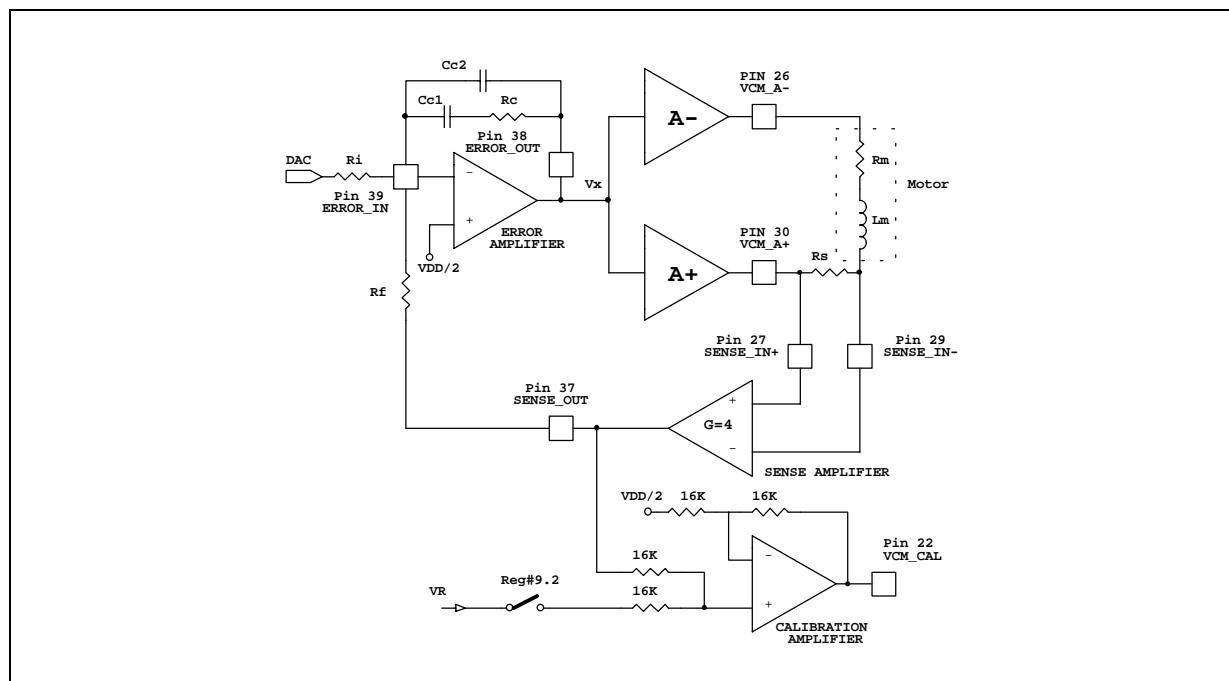 Cc2
Cc1
Rc
Pin 38
ERROR_OUT
PIN 26
VCM_A-
A-
DAC
Ri
Pin 39
ERROR_IN
-
+
VDD/2
ERROR
AMPLIFIER
Vx
Rm
Motor
Lm
PIN 30
VCM_A+
A+
Rs
Rf
Pin 27
SENSE_IN+
Pin 29
SENSE_IN-
Pin 37
SENSE_OUT
+
G=4
-
SENSE AMPLIFIER
VDD/2
16K
16K
Pin 22
VCM_CAL
-
16K
VR
Reg#9.2
16K
+
CALIBRATION
AMPLIFIER